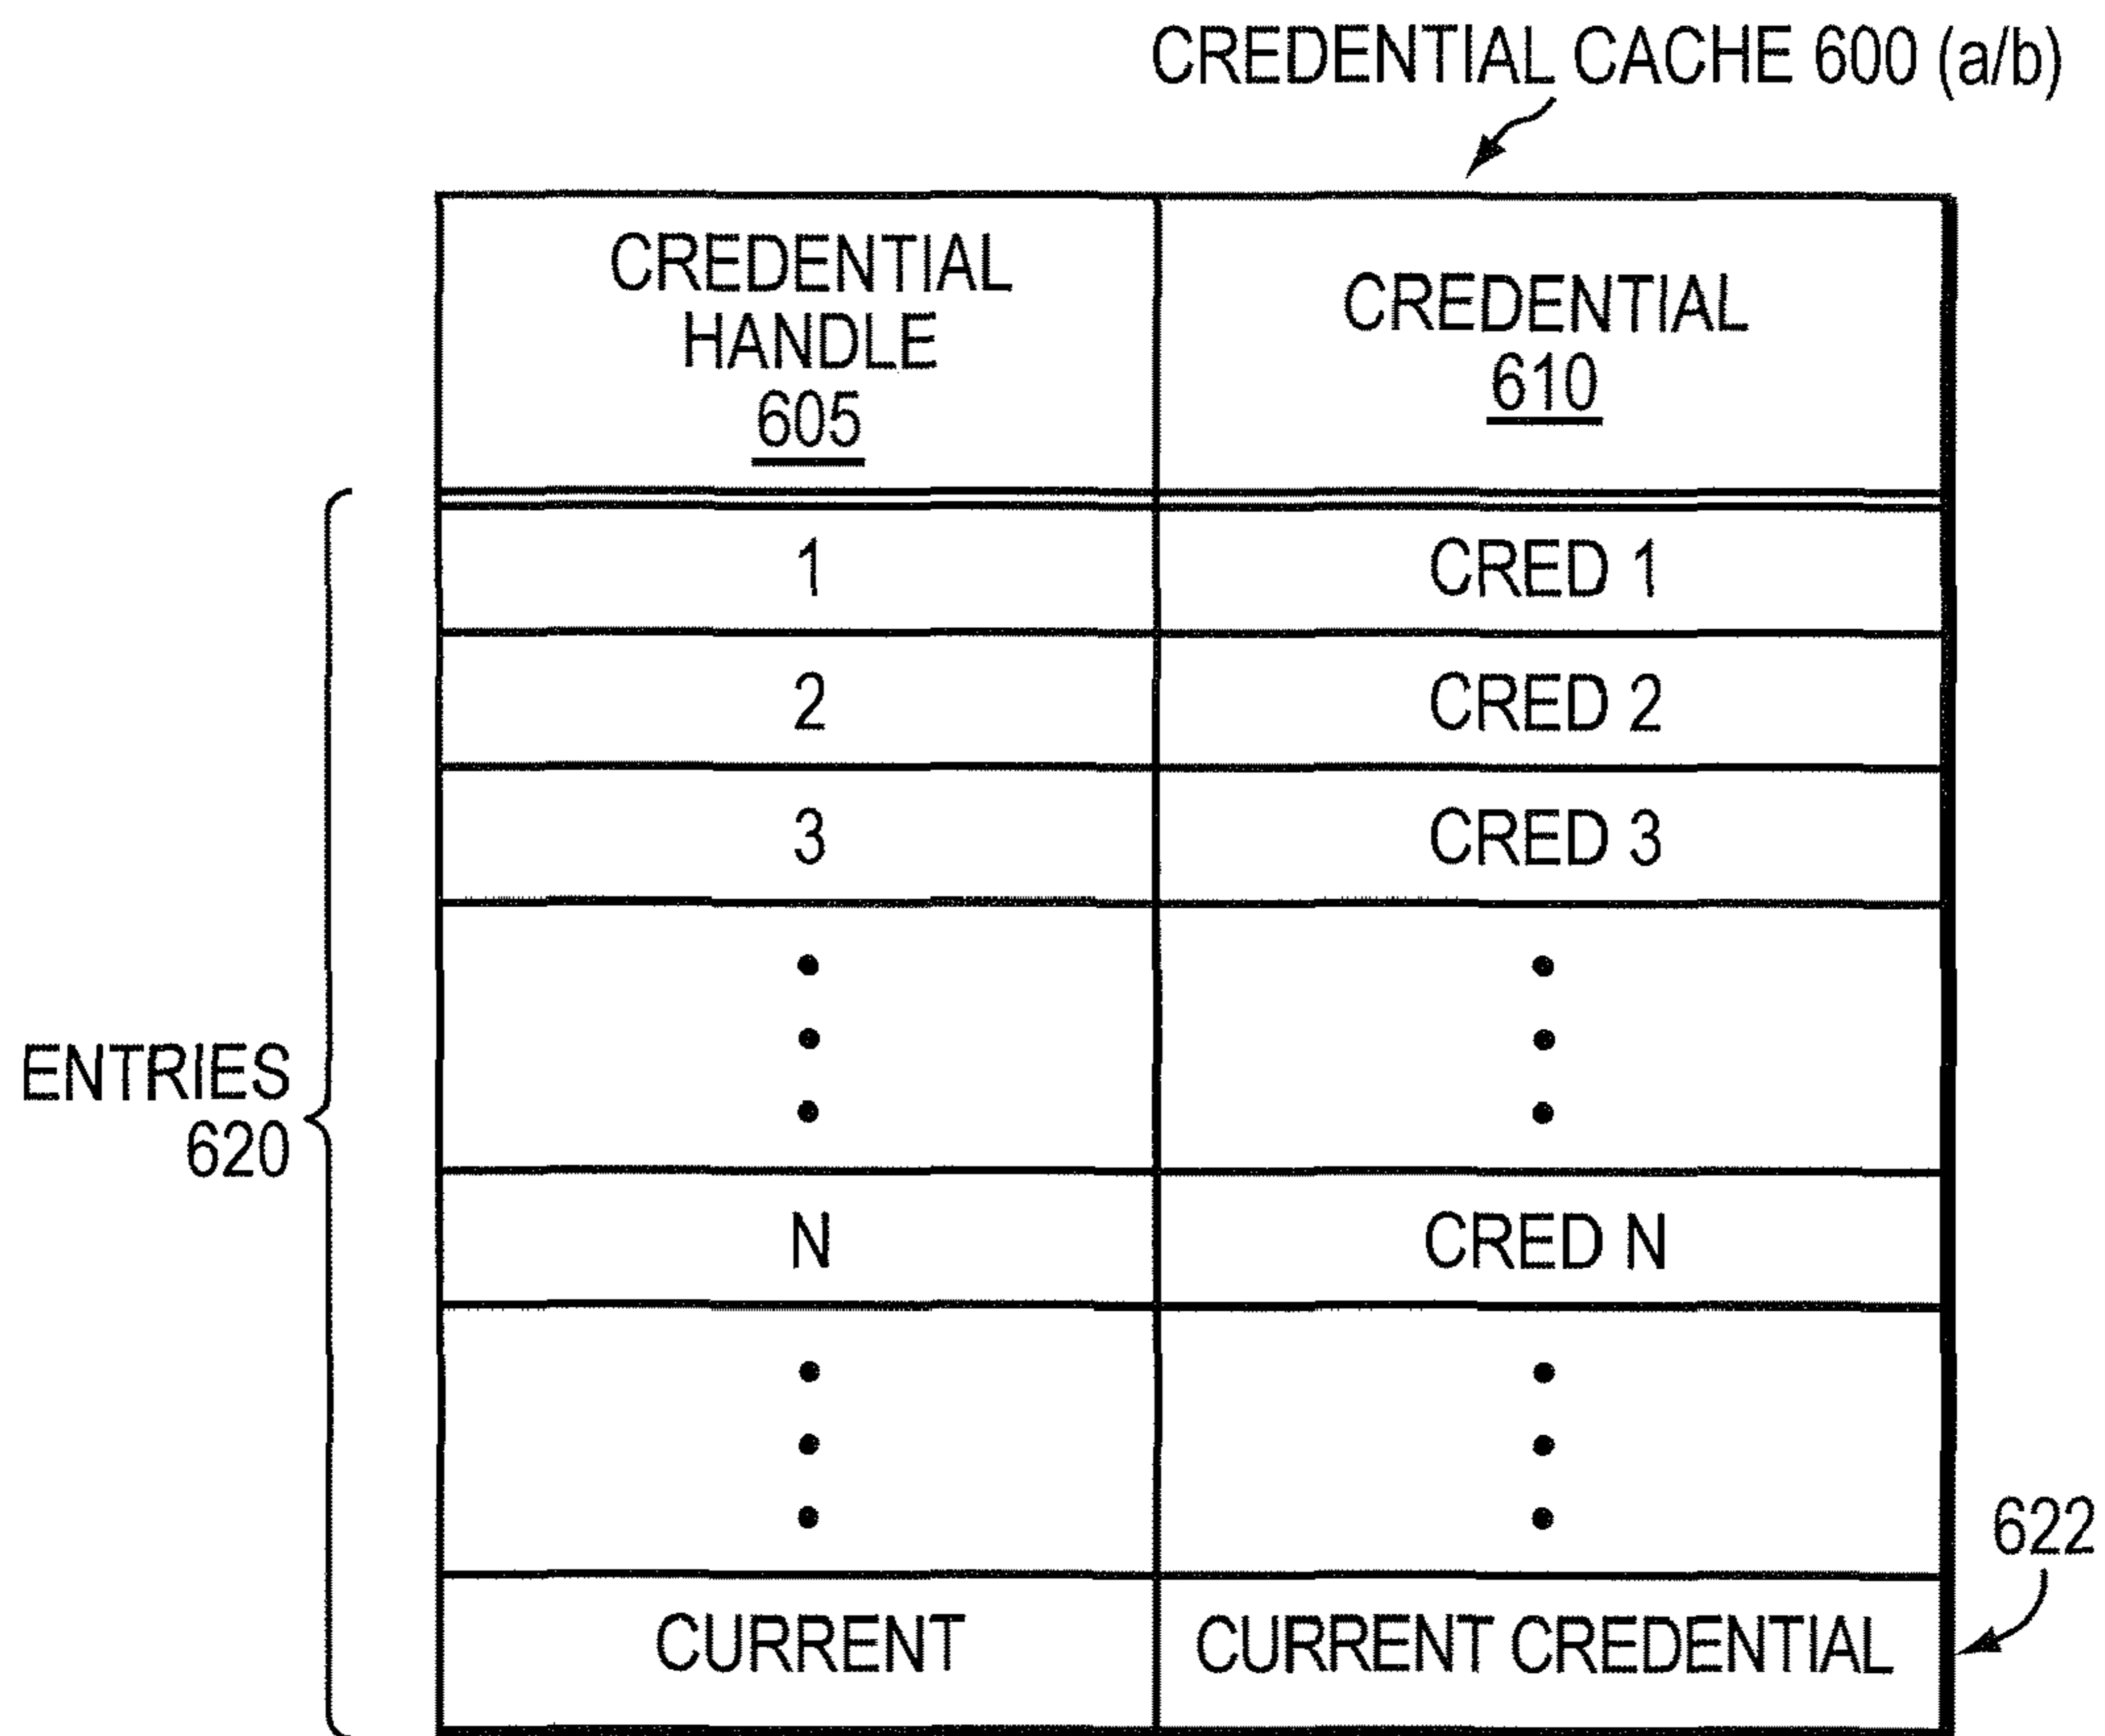 CREDENTIAL CACHE 600 (a/b)
CREDENTIAL
HANDLE
605
CREDENTIAL
610
1
CRED 1
2
CRED 2
3
CRED 3
ENTRIES
620
N
CRED N
622
CURRENT
CURRENT CREDENTIAL